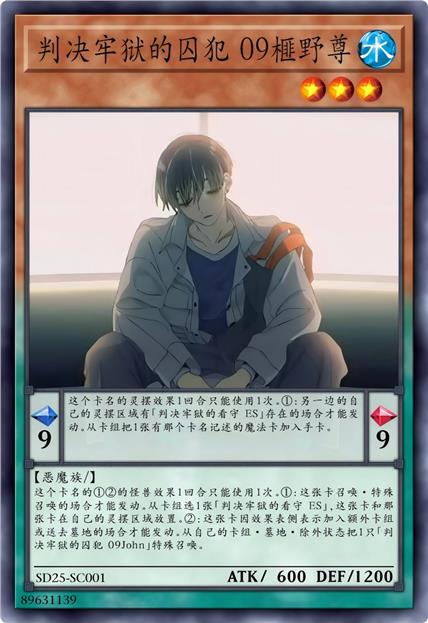 判决牢狱的囚犯 09榧野尊
水
这个卡名的灵摆效果1回合只能使用1次。①:另一边的自
己的灵摆区域有「判决牢狱的看守 ES」存在的场合才能发
动。从卡组把1张有那个卡名记述的魔法卡加入手卡。
9
9
【恶魔族/】
这个卡名的①②的怪兽效果1回合只能使用1次。①:这张卡召唤·特殊
召唤的场合才能发动。从卡组选1张「判决牢狱的看守 ES」,这张卡和那
张卡在自己的灵摆区域放置。②:这张卡因效果在表侧表示加入额外卡组
或送去墓地的场合才能发动。从自己的卡组·墓地·除外状态把1只「判
决牢狱的囚犯 09John」特殊召唤。
SD25-SC001
ATK/ 600 DEF/1200
89631139